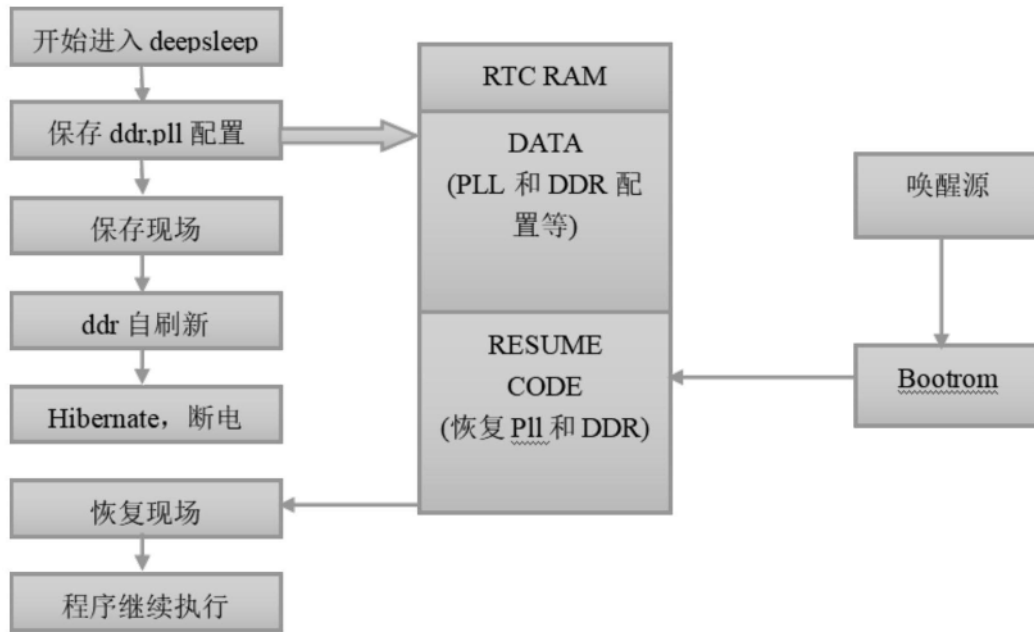 开始进入 deepsleep
保存 ddr,pll 配置
保存现场
ddr 自刷新
Hibernate，断电
恢复现场
程序继续执行
RTC RAM
DATA
(PLL 和 DDR 配
置等)
RESUME
CODE
(恢复 Pll 和 DDR)
唤醒源
Bootrom